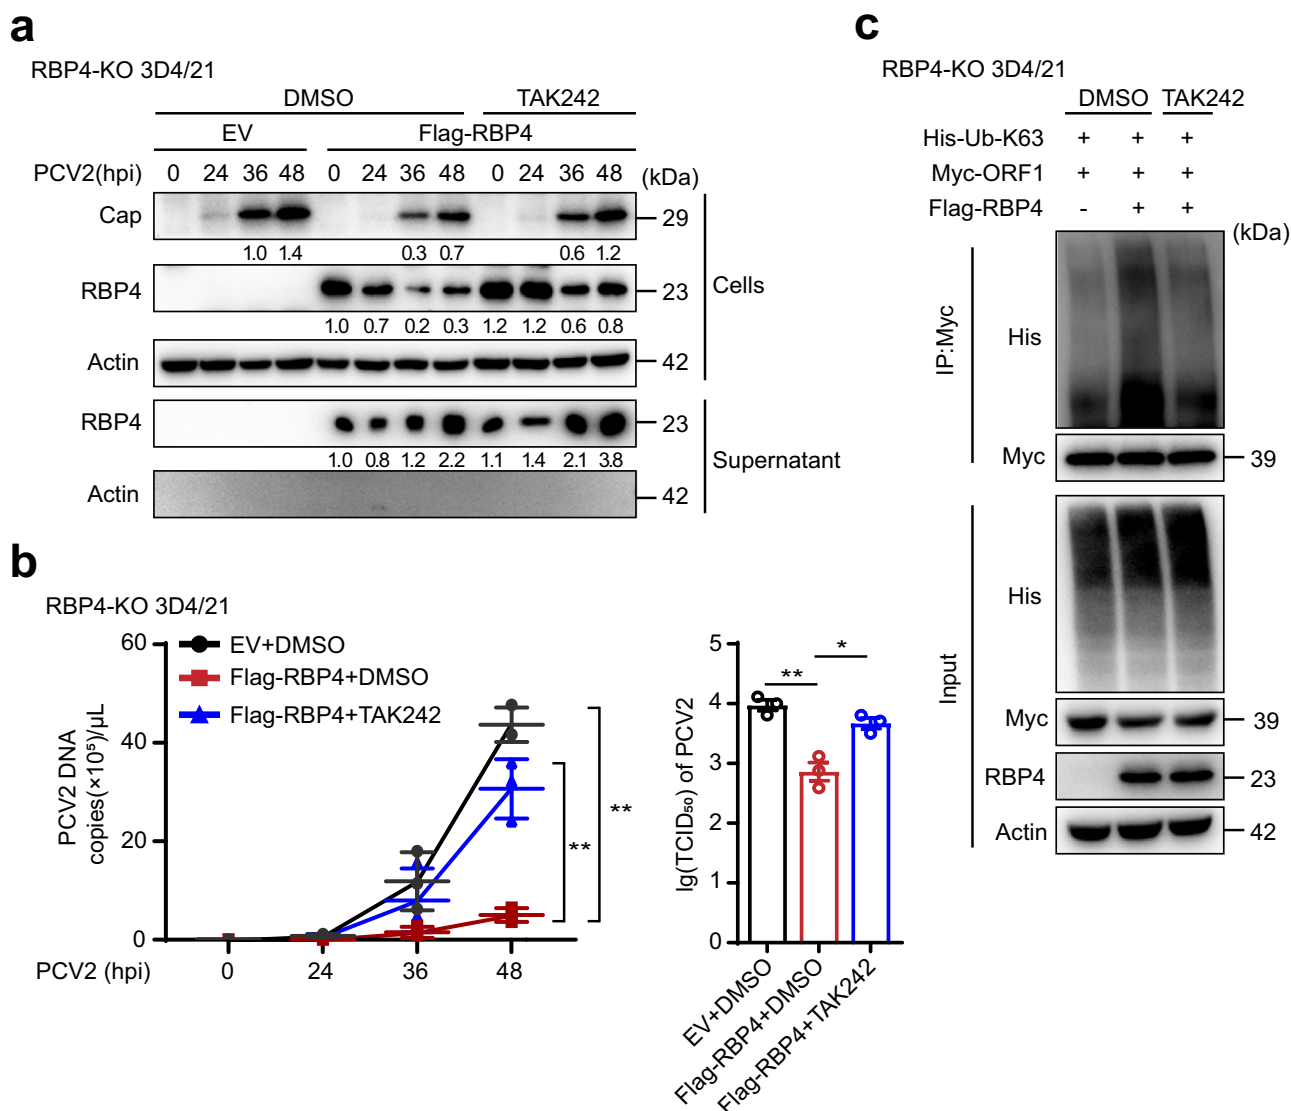 a
RBP4-KO 3D4/21
DMSO TAK242
EV Flag-RBP4
PCV2(hpi) 0 24 36 48 0 24 36 48 0 24 36 48 (kDa)
Cap 29
1.0 1.4 0.3 0.7 0.6 1.2
RBP4 23
1.0 0.7 0.2 0.3 1.2 1.2 0.6 0.8
Actin 42
Cells
RBP4 23
1.0 0.8 1.2 2.2 1.1 1.4 2.1 3.8
Actin 42
Supernatant
b
RBP4-KO 3D4/21
EV+DMSO
Flag-RBP4+DMSO
Flag-RBP4+TAK242
PCV2 DNA
copies(×10⁵)/μL
60
40
20
0
** **
PCV2 (hpi) 0 24 36 48
lg(TCID₅₀) of PCV2
5
4
3
2
1
0
** *
EV+DMSO
Flag-RBP4+DMSO
Flag-RBP4+TAK242
c
RBP4-KO 3D4/21
DMSO TAK242
His-Ub-K63 + + +
Myc-ORF1 + + +
Flag-RBP4 - + +
(kDa)
IP:Myc
His
Myc 39
Input
His
Myc 39
RBP4 23
Actin 42